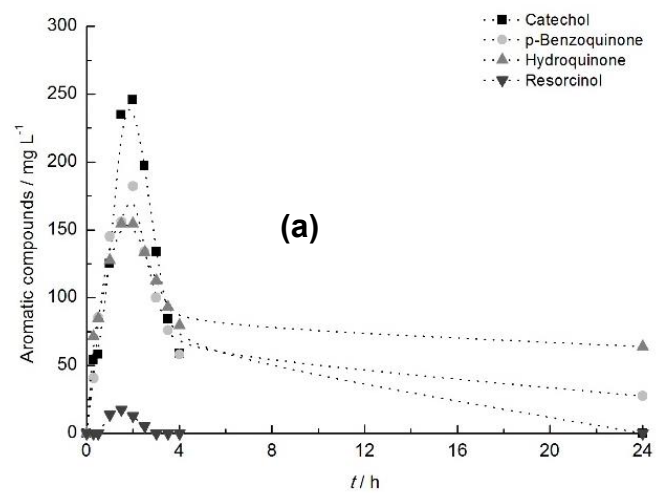 Catechol
p-Benzoquinone
Hydroquinone
Resorcinol
300
250
200
150
100
50
0
Aromatic compounds / mg L⁻¹
(a)
0 4 8 12 16 20 24
t / h